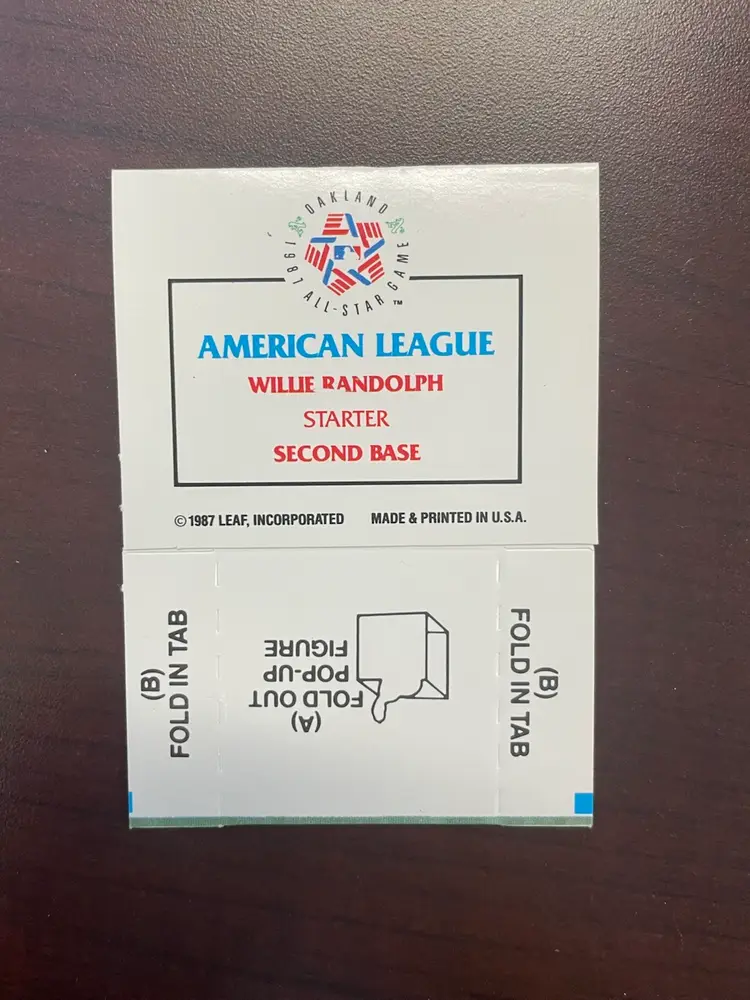 OAKLAND
1987 ALL-STAR GAME ™
AMERICAN LEAGUE
WILLIE RANDOLPH
STARTER
SECOND BASE
© 1987 LEAF, INCORPORATED MADE & PRINTED IN U.S.A.
(B)
FOLD IN TAB
(A)
FOLD OUT
POP-UP
FIGURE
(B)
FOLD IN TAB